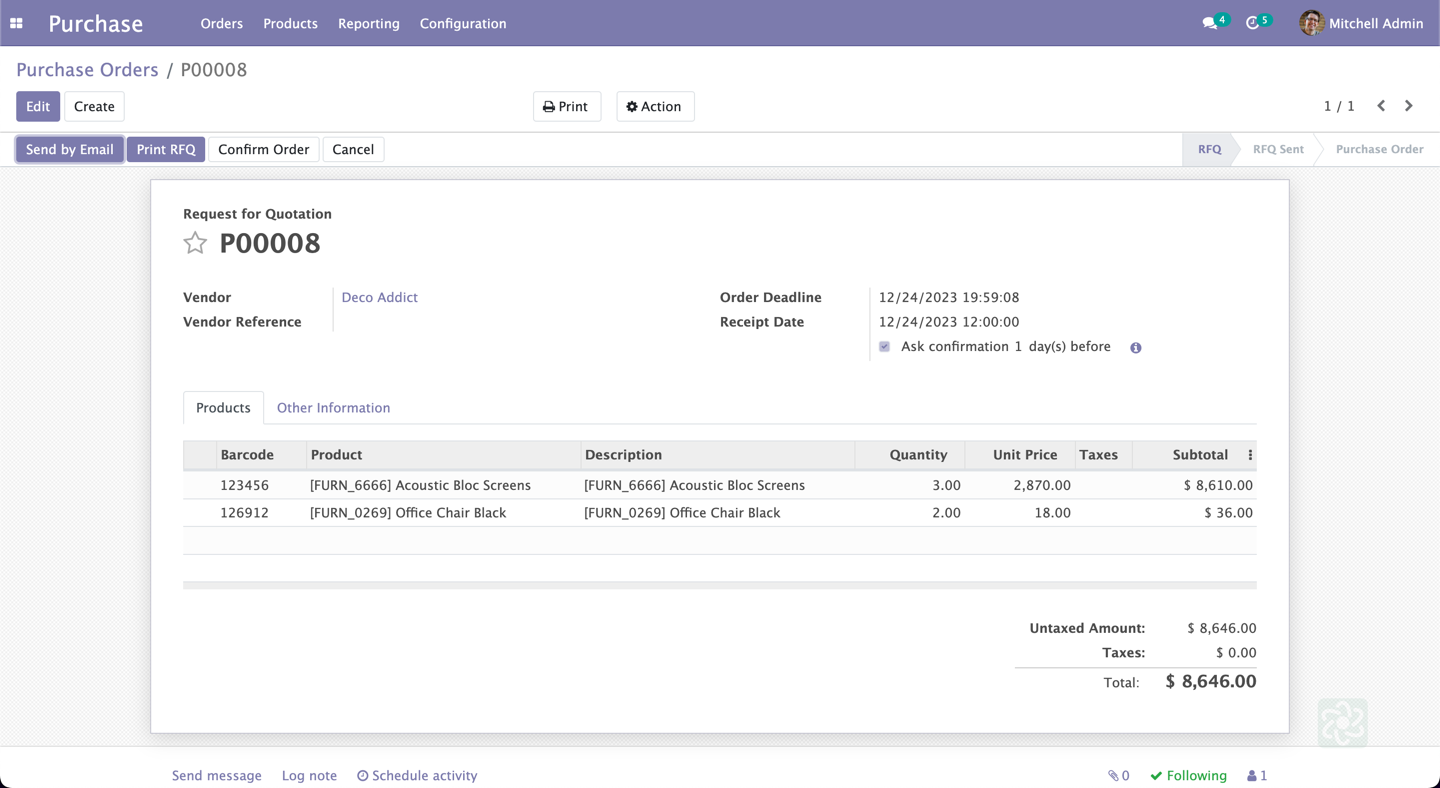 Purchase Orders Products Reporting Configuration 4 5 Mitchell Admin
Purchase Orders / P00008
Edit Create Print Action 1 / 1
Send by Email Print RFQ Confirm Order Cancel RFQ RFQ Sent Purchase Order
Request for Quotation
P00008
Vendor Deco Addict Order Deadline 12/24/2023 19:59:08
Vendor Reference Receipt Date 12/24/2023 12:00:00
Ask confirmation 1 day(s) before
Products Other Information
Barcode Product Description Quantity Unit Price Taxes Subtotal
123456 [FURN_6666] Acoustic Bloc Screens [FURN_6666] Acoustic Bloc Screens 3.00 2,870.00 $ 8,610.00
126912 [FURN_0269] Office Chair Black [FURN_0269] Office Chair Black 2.00 18.00 $ 36.00
Untaxed Amount: $ 8,646.00
Taxes: $ 0.00
Total: $ 8,646.00
Send message Log note Schedule activity 0 Following 1